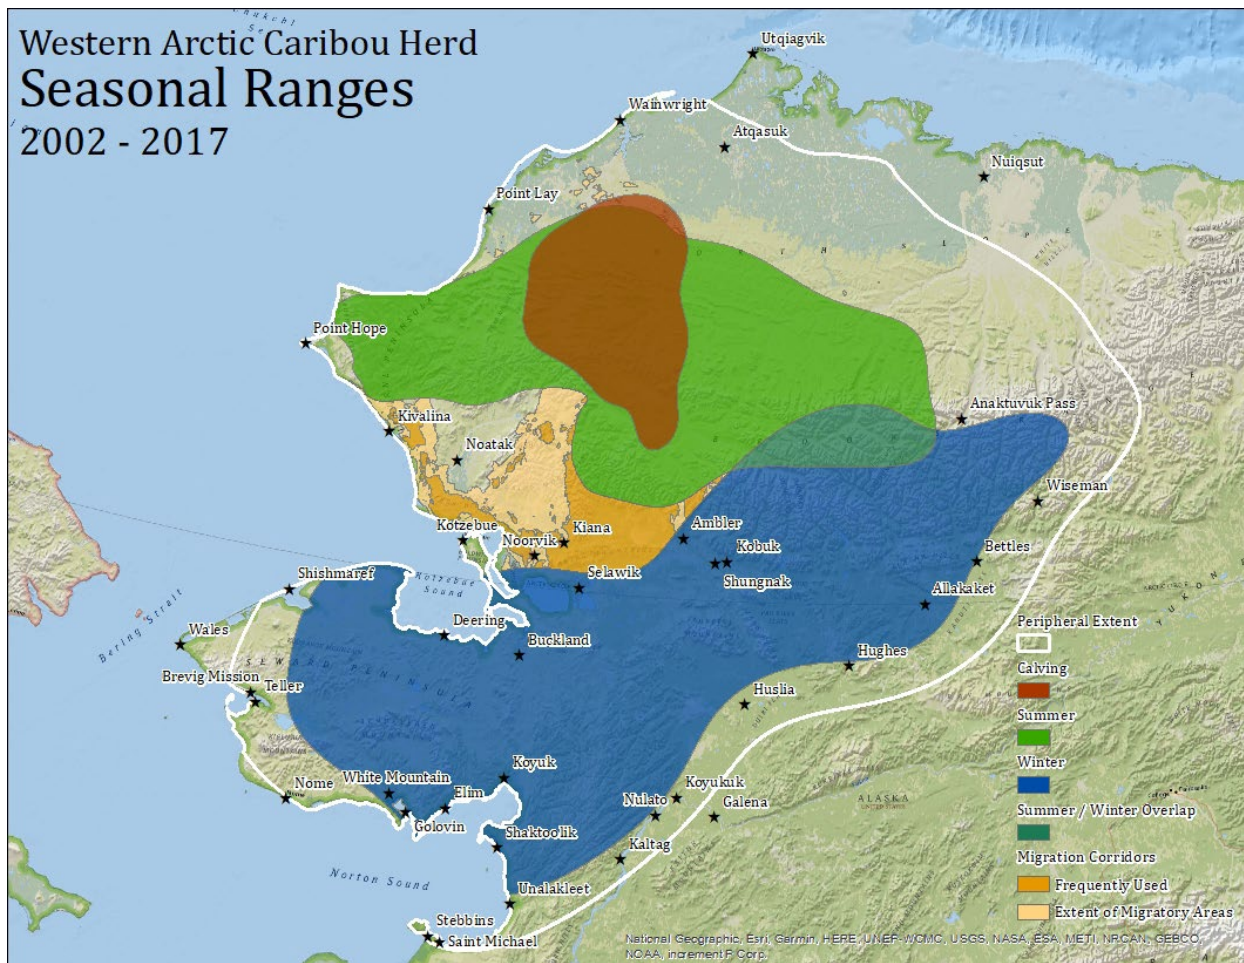 Western Arctic Caribou Herd
Seasonal Ranges
2002 - 2017
Utqiagvik
Wainwright
Atqasuk
Nuiqsut
Point Lay
Point Hope
Kivalina
Noatak
Anaktuvuk Pass
Wiseman
Kotzebue
Noorvik
Kiana
Ambler
Kobuk
Shungnak
Bettles
Selawik
Allakaket
Shishmaref
Kotzebue
Sound
Bering Strait
Deering
Wales
Buckland
SEWARD PENINSULA
Brevig Mission
Teller
Hughes
Huslia
Koyuk
White Mountain
Nome
Elim
Golovin
Koyukuk
Nulato
Galena
ALASKA
UNITED STATES
Shaktoolik
Kaltag
Norton Sound
Unalakleet
Stebbins
Saint Michael
YUKON
Peripheral Extent
Calving
Summer
Winter
Summer / Winter Overlap
Migration Corridors
Frequently Used
Extent of Migratory Areas
National Geographic, Esri, Garmin, HERE, UNEP-WCMC, USGS, NASA, ESA, METI, NRCAN, GEBCO,
NOAA, increment P Corp.